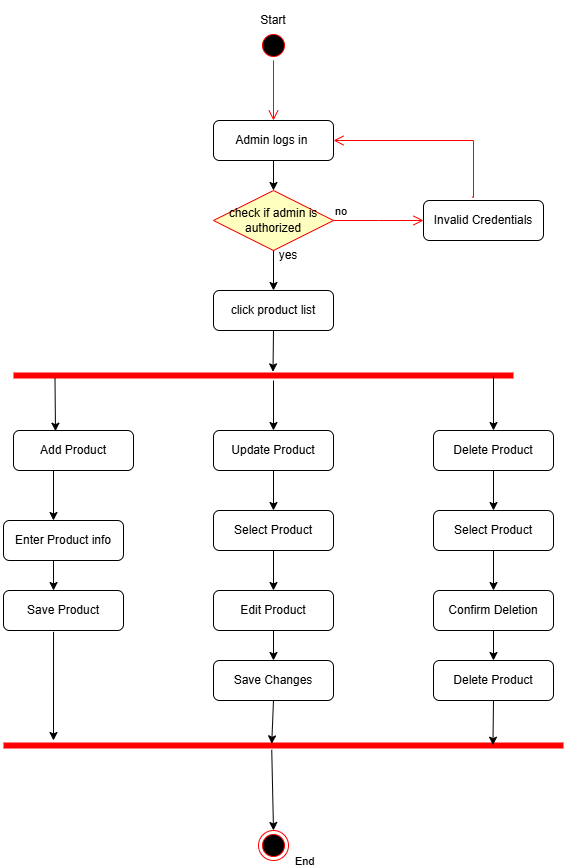 Start
Admin logs in
check if admin is
authorized
no
Invalid Credentials
yes
click product list
Add Product
Update Product
Delete Product
Enter Product info
Select Product
Select Product
Save Product
Edit Product
Confirm Deletion
Save Changes
Delete Product
End